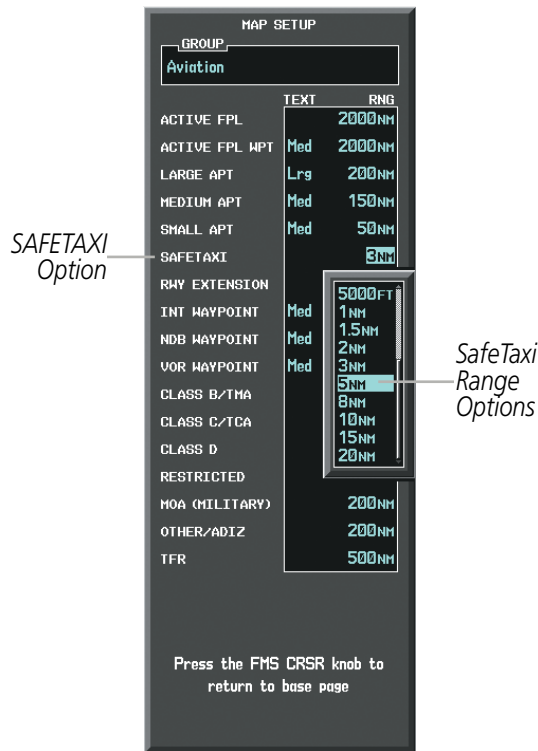 MAP SETUP
GROUP
Aviation
TEXT RNG
ACTIVE FPL 2000NM
ACTIVE FPL WPT Med 2000NM
LARGE APT Lrg 200NM
MEDIUM APT Med 150NM
SMALL APT Med 50NM
SAFETAXI 3NM
RWY EXTENSION
INT WAYPOINT Med
NDB WAYPOINT Med
VOR WAYPOINT Med
CLASS B/TMA
CLASS C/TCA
CLASS D
RESTRICTED
MOA (MILITARY) 200NM
OTHER/ADIZ 200NM
TFR 500NM
5000FT
1NM
1.5NM
2NM
3NM
5NM
8NM
10NM
15NM
20NM
Press the FMS CRSR knob to
return to base page
SAFETAXI
Option
SafeTaxi
Range
Options